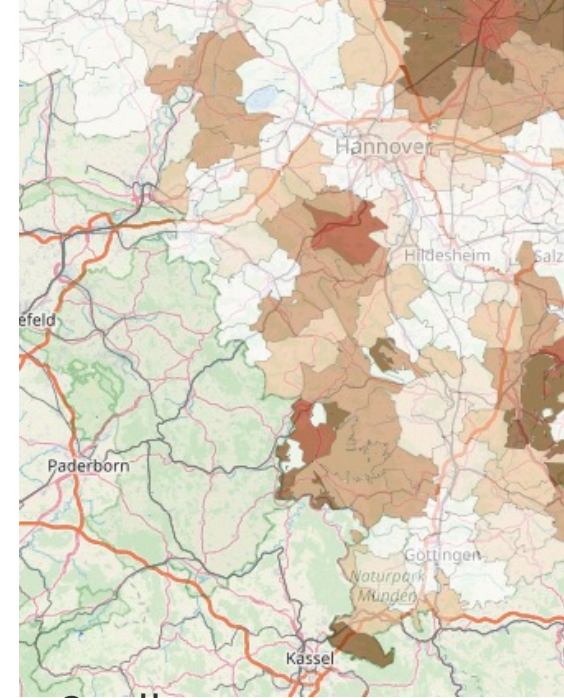 Hannover
Hildesheim
Salz
efeld
Paderborn
Göttingen
Naturpark
Münden
Kassel